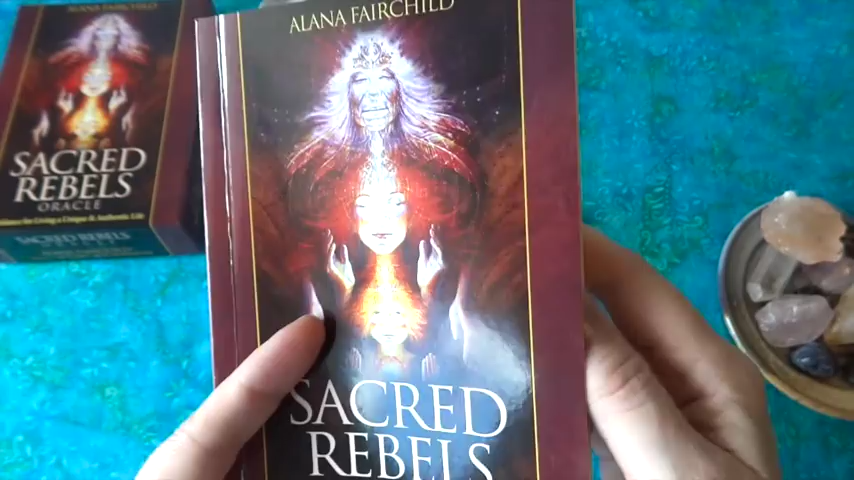 ALANA FAIRCHILD
SACRED
REBELS
ORACLE
SACRED REBELS
ALANA FAIRCHILD
SACRED
REBELS